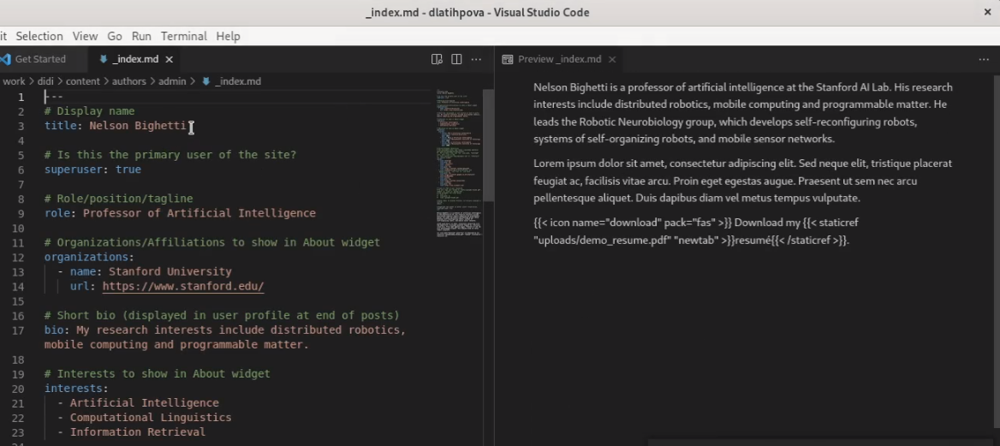 _index.md - dlathpova - Visual Studio Code
it Selection View Go Run Terminal Help
Get Started
_index.md
work > didi > content > authors > admin > _index.md
1 ---
2 # Display name
3 title: Nelson Bighetti
4
5 # Is this the primary user of the site?
6 superuser: true
7
8 # Role/position/tagline
9 role: Professor of Artificial Intelligence
10
11 # Organizations/Affiliations to show in About widget
12 organizations:
13 - name: Stanford University
14 url: https://www.stanford.edu/
15
16 # Short bio (displayed in user profile at end of posts)
17 bio: My research interests include distributed robotics,
mobile computing and programmable matter.
18
19 # Interests to show in About widget
20 interests:
21 - Artificial Intelligence
22 - Computational Linguistics
23 - Information Retrieval
Preview _index.md
Nelson Bighetti is a professor of artificial intelligence at the Stanford AI Lab. His research
interests include distributed robotics, mobile computing and programmable matter. He
leads the Robotic Neurobiology group, which develops self-reconfiguring robots,
systems of self-organizing robots, and mobile sensor networks.
Lorem ipsum dolor sit amet, consectetur adipiscing elit. Sed neque elit, tristique placerat
feugiat ac, facilisis vitae arcu. Proin eget egestas augue. Praesent ut sem nec arcu
pellentesque aliquet. Duis dapibus diam vel metus tempus vulputate.
{{< icon name="download" pack="fas" >}} Download my {{< staticref
"uploads/demo_resume.pdf" "newtab" >}}resumé{{< /staticref >}}.